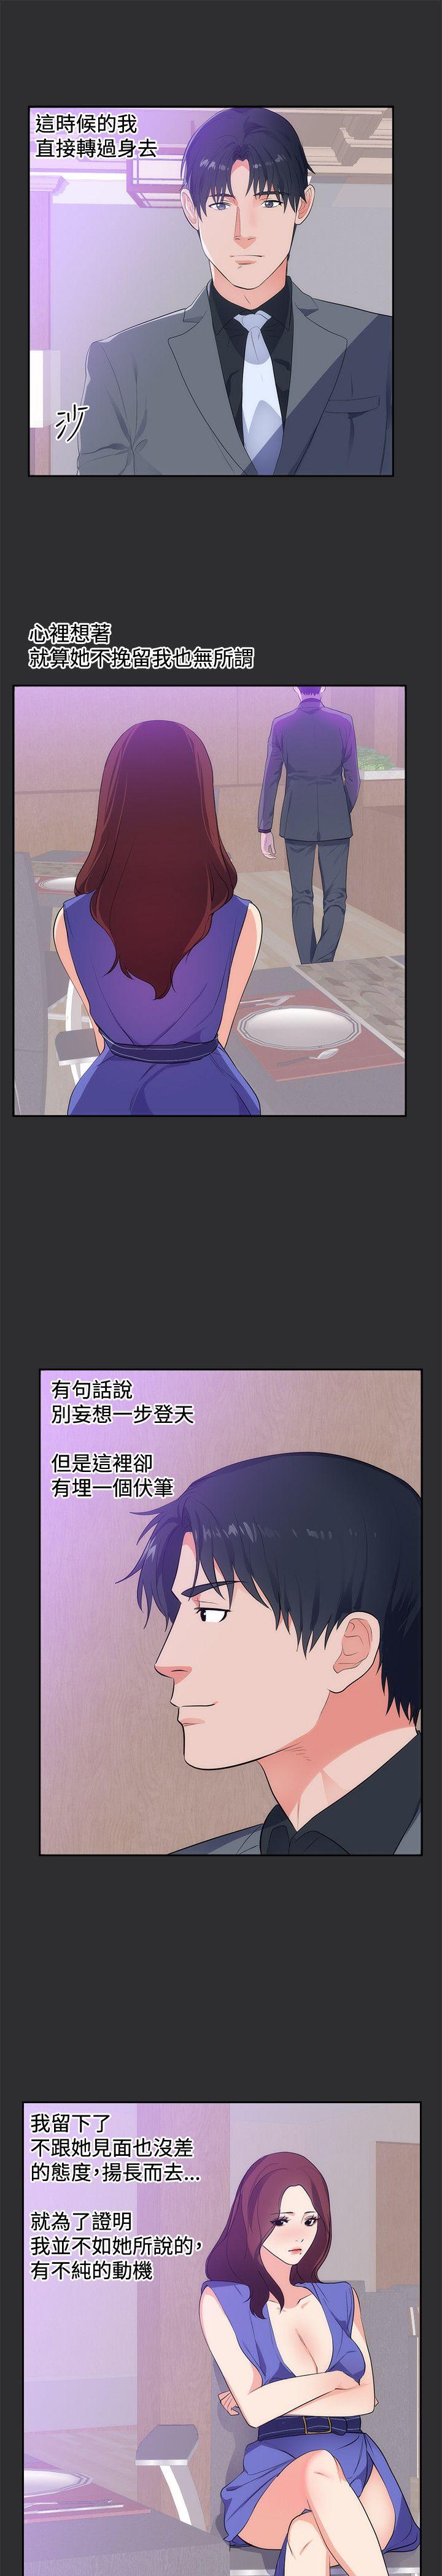 這時候的我
直接轉過身去
沙
心裡想著
就算她不挽留我也無所謂
有句話說
別妄想一步登天
但是這裡卻
有埋一個伏筆
我留下了
不跟她見面也沒差
的態度，揚長而去...
就為了證明
我並不如她所說的，
有不純的動機